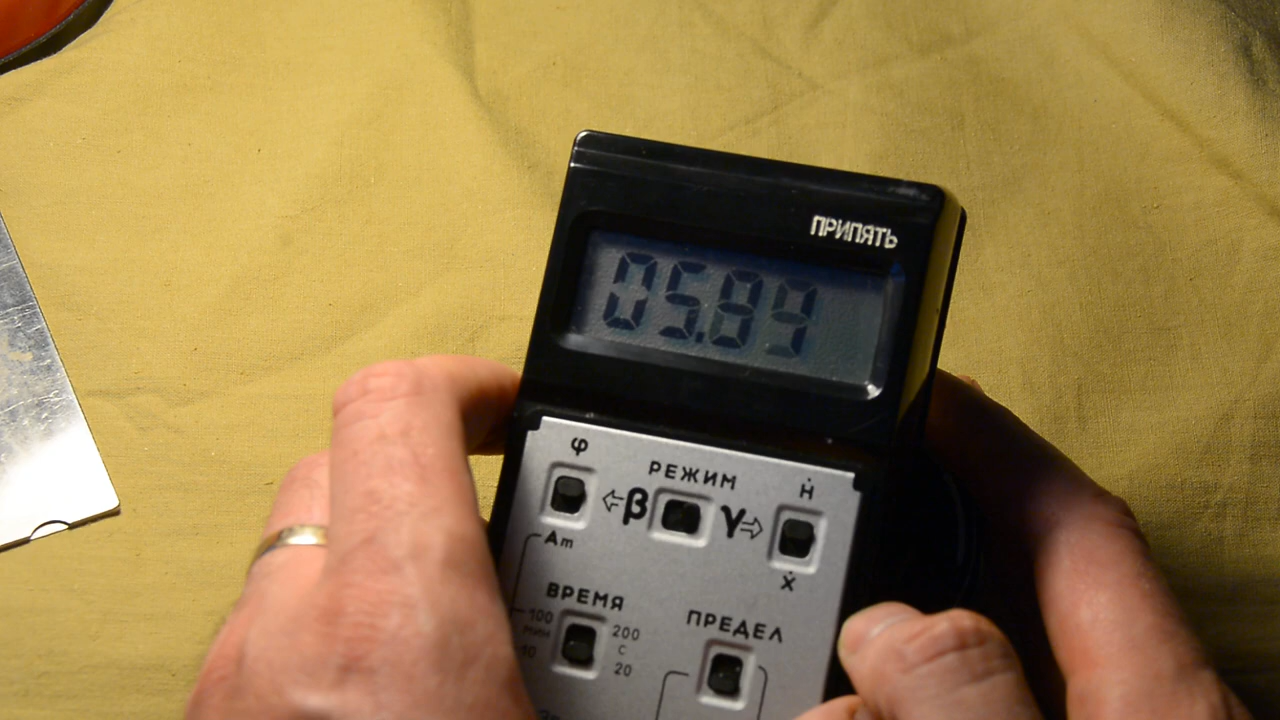 ПРИПЯТЬ
05.84
φ
РЕЖИМ
Ḣ
⇦ β γ ⇨
Am
Ẋ
ВРЕМЯ
ПРЕДЕЛ
100 200
мин с
10 20